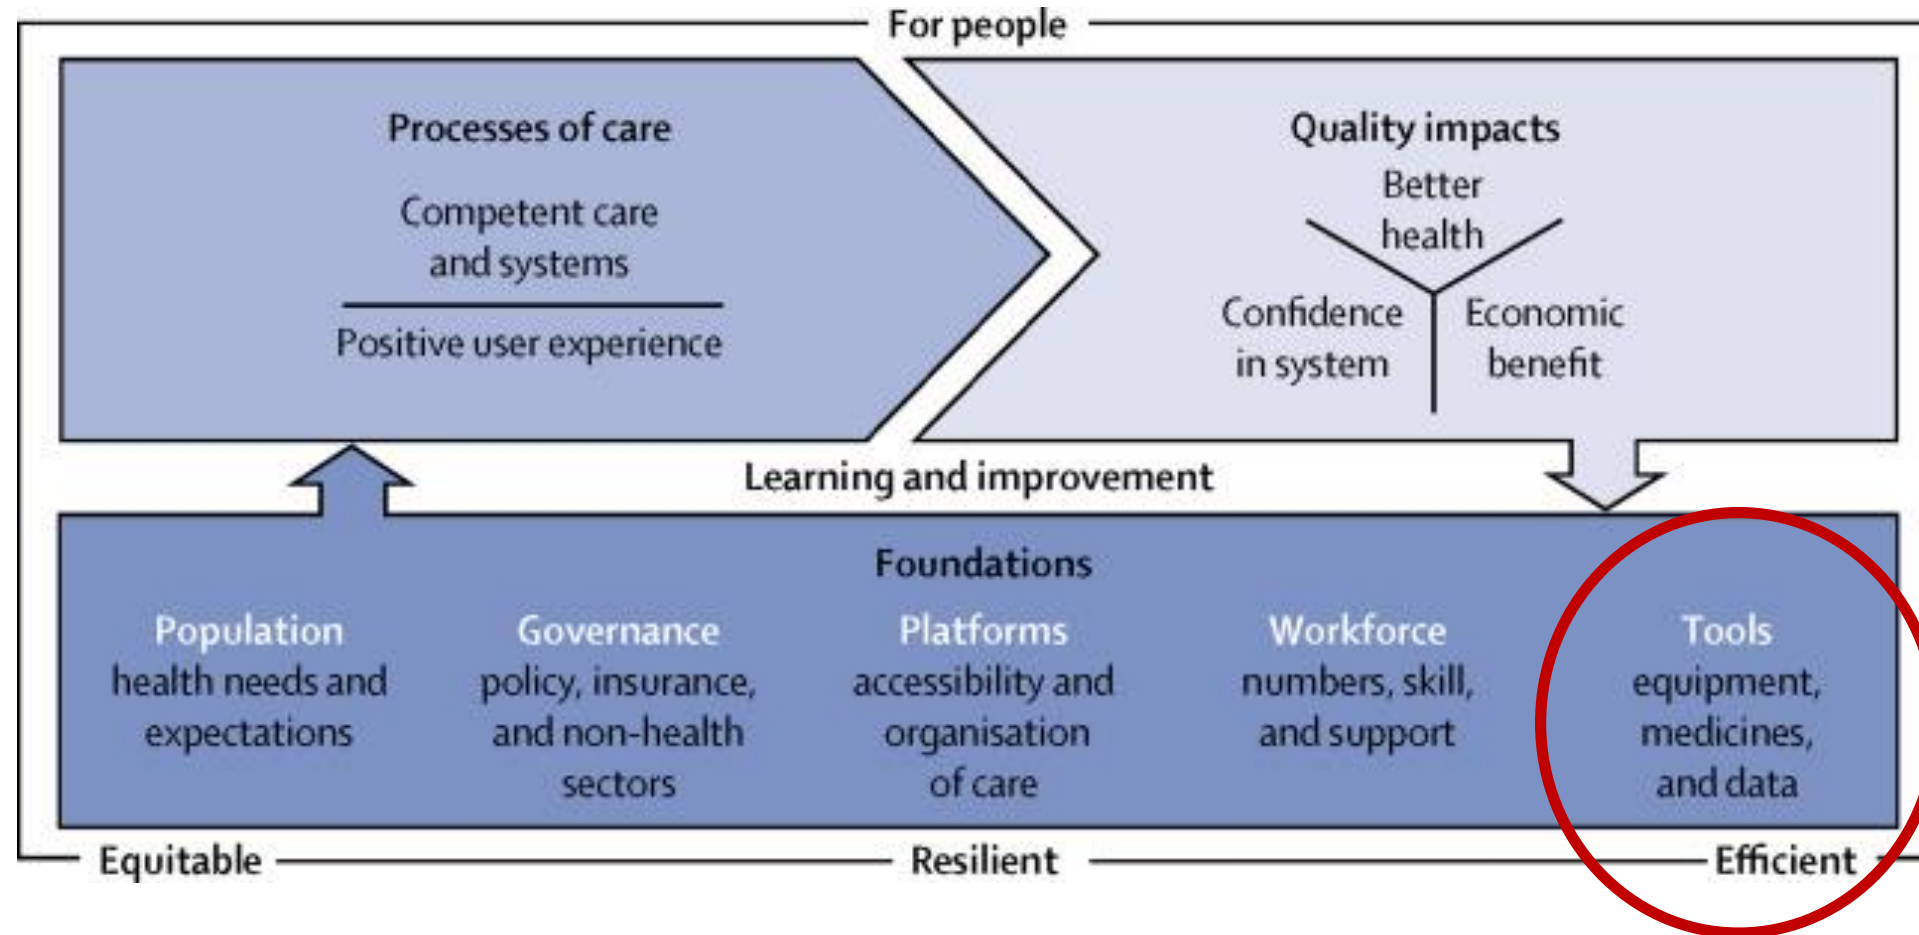 For people
Processes of care
Competent care
and systems
Positive user experience
Quality impacts
Better
health
Confidence
in system
Economic
benefit
Learning and improvement
Foundations
Population
health needs and
expectations
Governance
policy, insurance,
and non-health
sectors
Platforms
accessibility and
organisation
of care
Workforce
numbers, skill,
and support
Tools
equipment,
medicines,
and data
Equitable
Resilient
Efficient